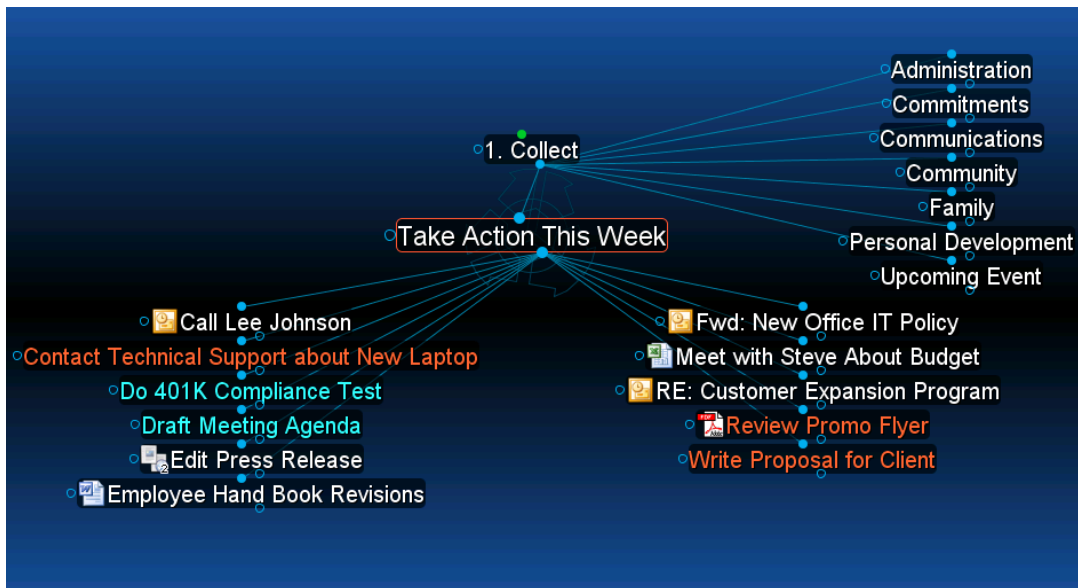 Administration
Commitments
1. Collect
Communications
Community
Family
Take Action This Week
Personal Development
Upcoming Event
Call Lee Johnson
Contact Technical Support about New Laptop
Do 401K Compliance Test
Draft Meeting Agenda
Edit Press Release
Employee Hand Book Revisions
Fwd: New Office IT Policy
Meet with Steve About Budget
RE: Customer Expansion Program
Review Promo Flyer
Write Proposal for Client